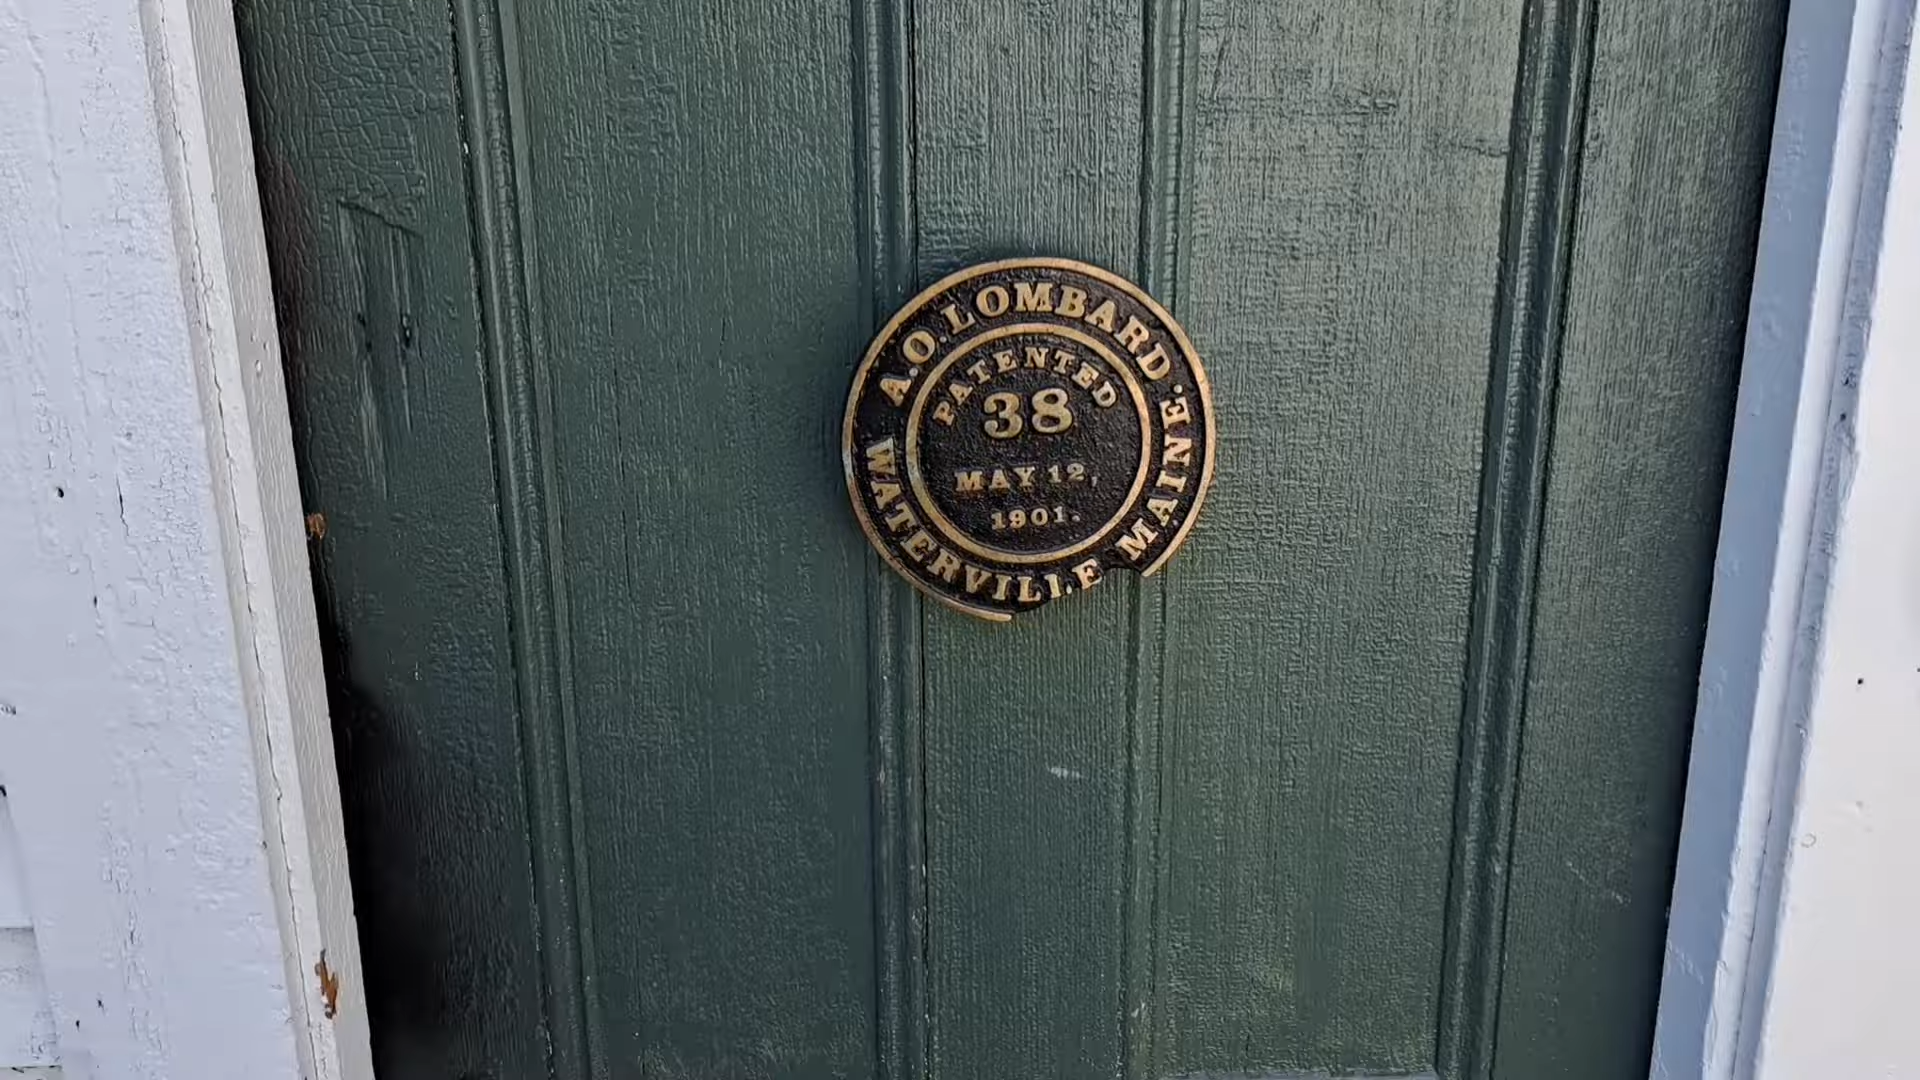 A.O. LOMBARD.
WATERVILLE MAINE
PATENTED
38
MAY 12,
1901.